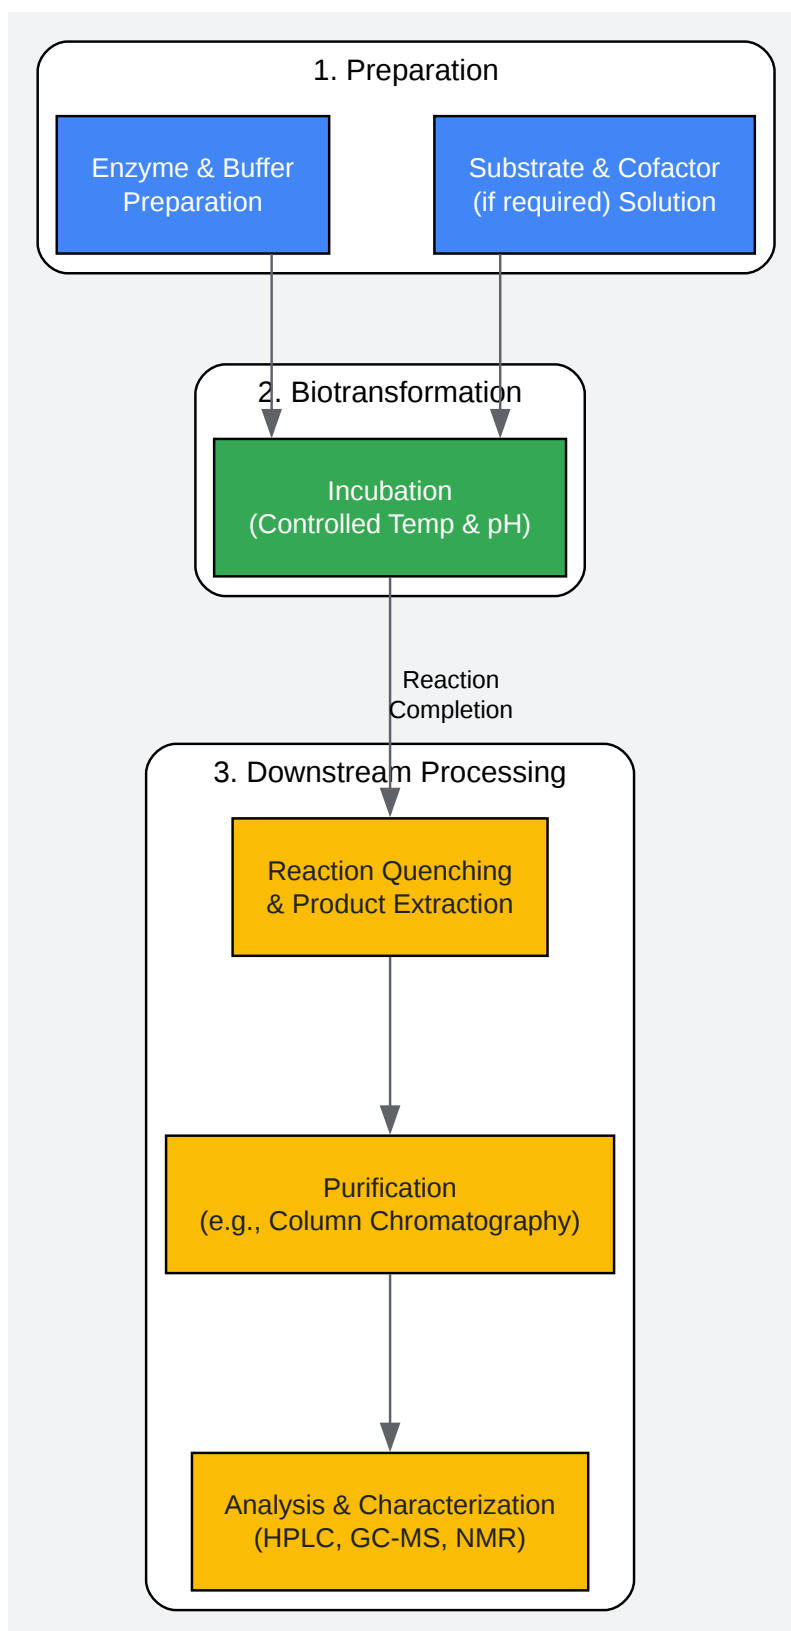 1. Preparation
Enzyme & Buffer
Preparation
Substrate & Cofactor
(if required) Solution
2. Biotransformation
Incubation
(Controlled Temp & pH)
Reaction
Completion
3. Downstream Processing
Reaction Quenching
& Product Extraction
Purification
(e.g., Column Chromatography)
Analysis & Characterization
(HPLC, GC-MS, NMR)